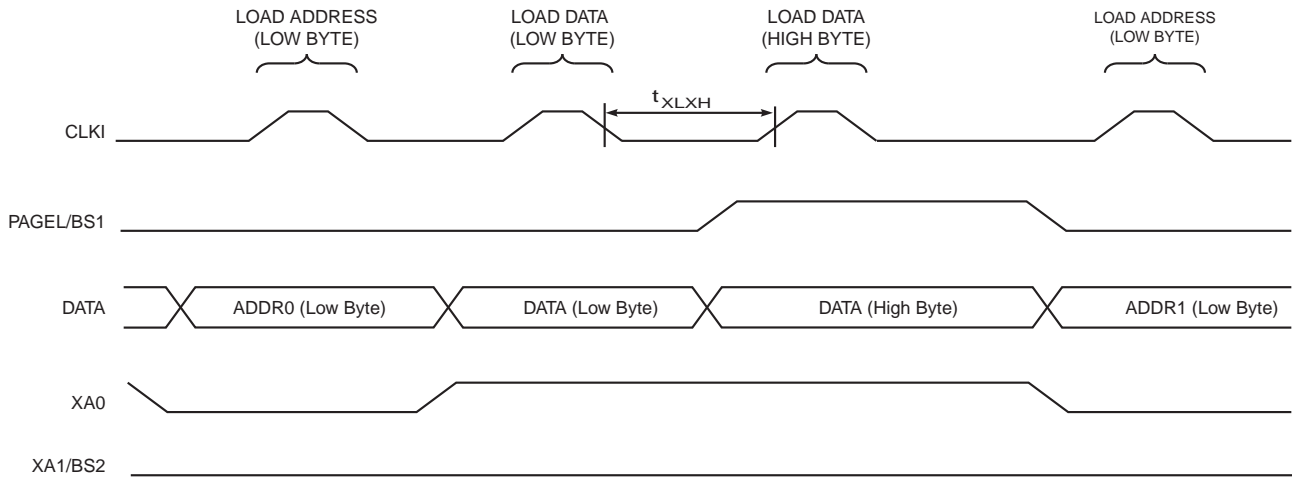 LOAD ADDRESS
(LOW BYTE)
LOAD DATA
(LOW BYTE)
LOAD DATA
(HIGH BYTE)
LOAD ADDRESS
(LOW BYTE)
tXLXH
CLKI
PAGEL/BS1
DATA
ADDR0 (Low Byte)
DATA (Low Byte)
DATA (High Byte)
ADDR1 (Low Byte)
XA0
XA1/BS2